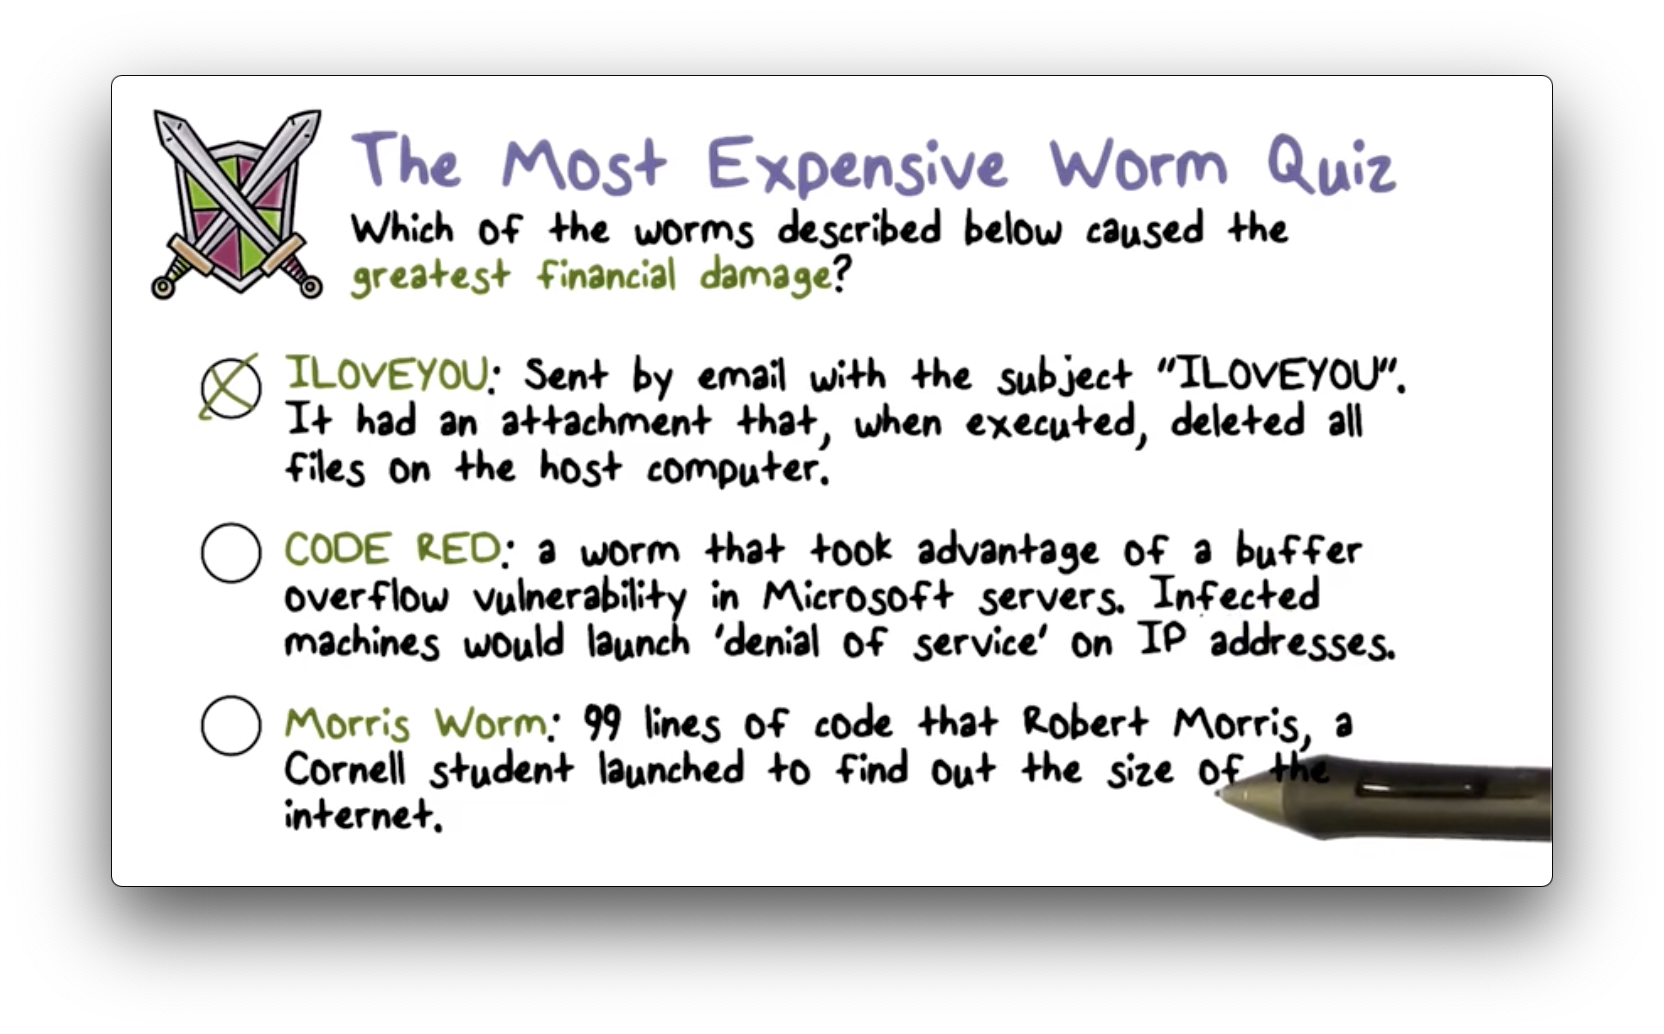 The Most Expensive Worm Quiz
Which of the worms described below caused the
greatest financial damage?
ILOVEYOU: Sent by email with the subject "ILOVEYOU".
It had an attachment that, when executed, deleted all
files on the host computer.
CODE RED: a worm that took advantage of a buffer
overflow vulnerability in Microsoft servers. Infected
machines would launch 'denial of service' on IP addresses.
Morris Worm: 99 lines of code that Robert Morris, a
Cornell student launched to find out the size of the
internet.